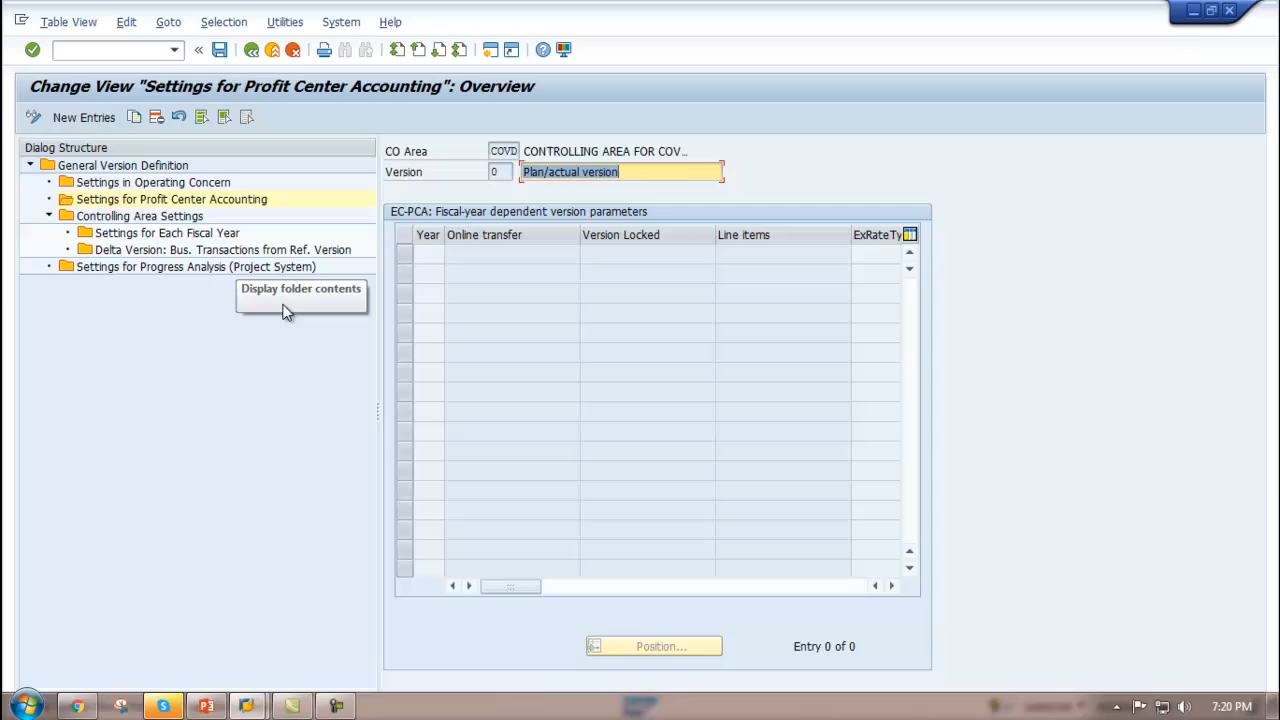 Table View Edit Goto Selection Utilities System Help
Change View "Settings for Profit Center Accounting": Overview
New Entries
Dialog Structure
General Version Definition
Settings in Operating Concern
Settings for Profit Center Accounting
Controlling Area Settings
Settings for Each Fiscal Year
Delta Version: Bus. Transactions from Ref. Version
Settings for Progress Analysis (Project System)
Display folder contents
CO Area COVD CONTROLLING AREA FOR COV...
Version 0 Plan/actual version
EC-PCA: Fiscal-year dependent version parameters
Year Online transfer Version Locked Line items ExRateTy
Position... Entry 0 of 0
7:20 PM